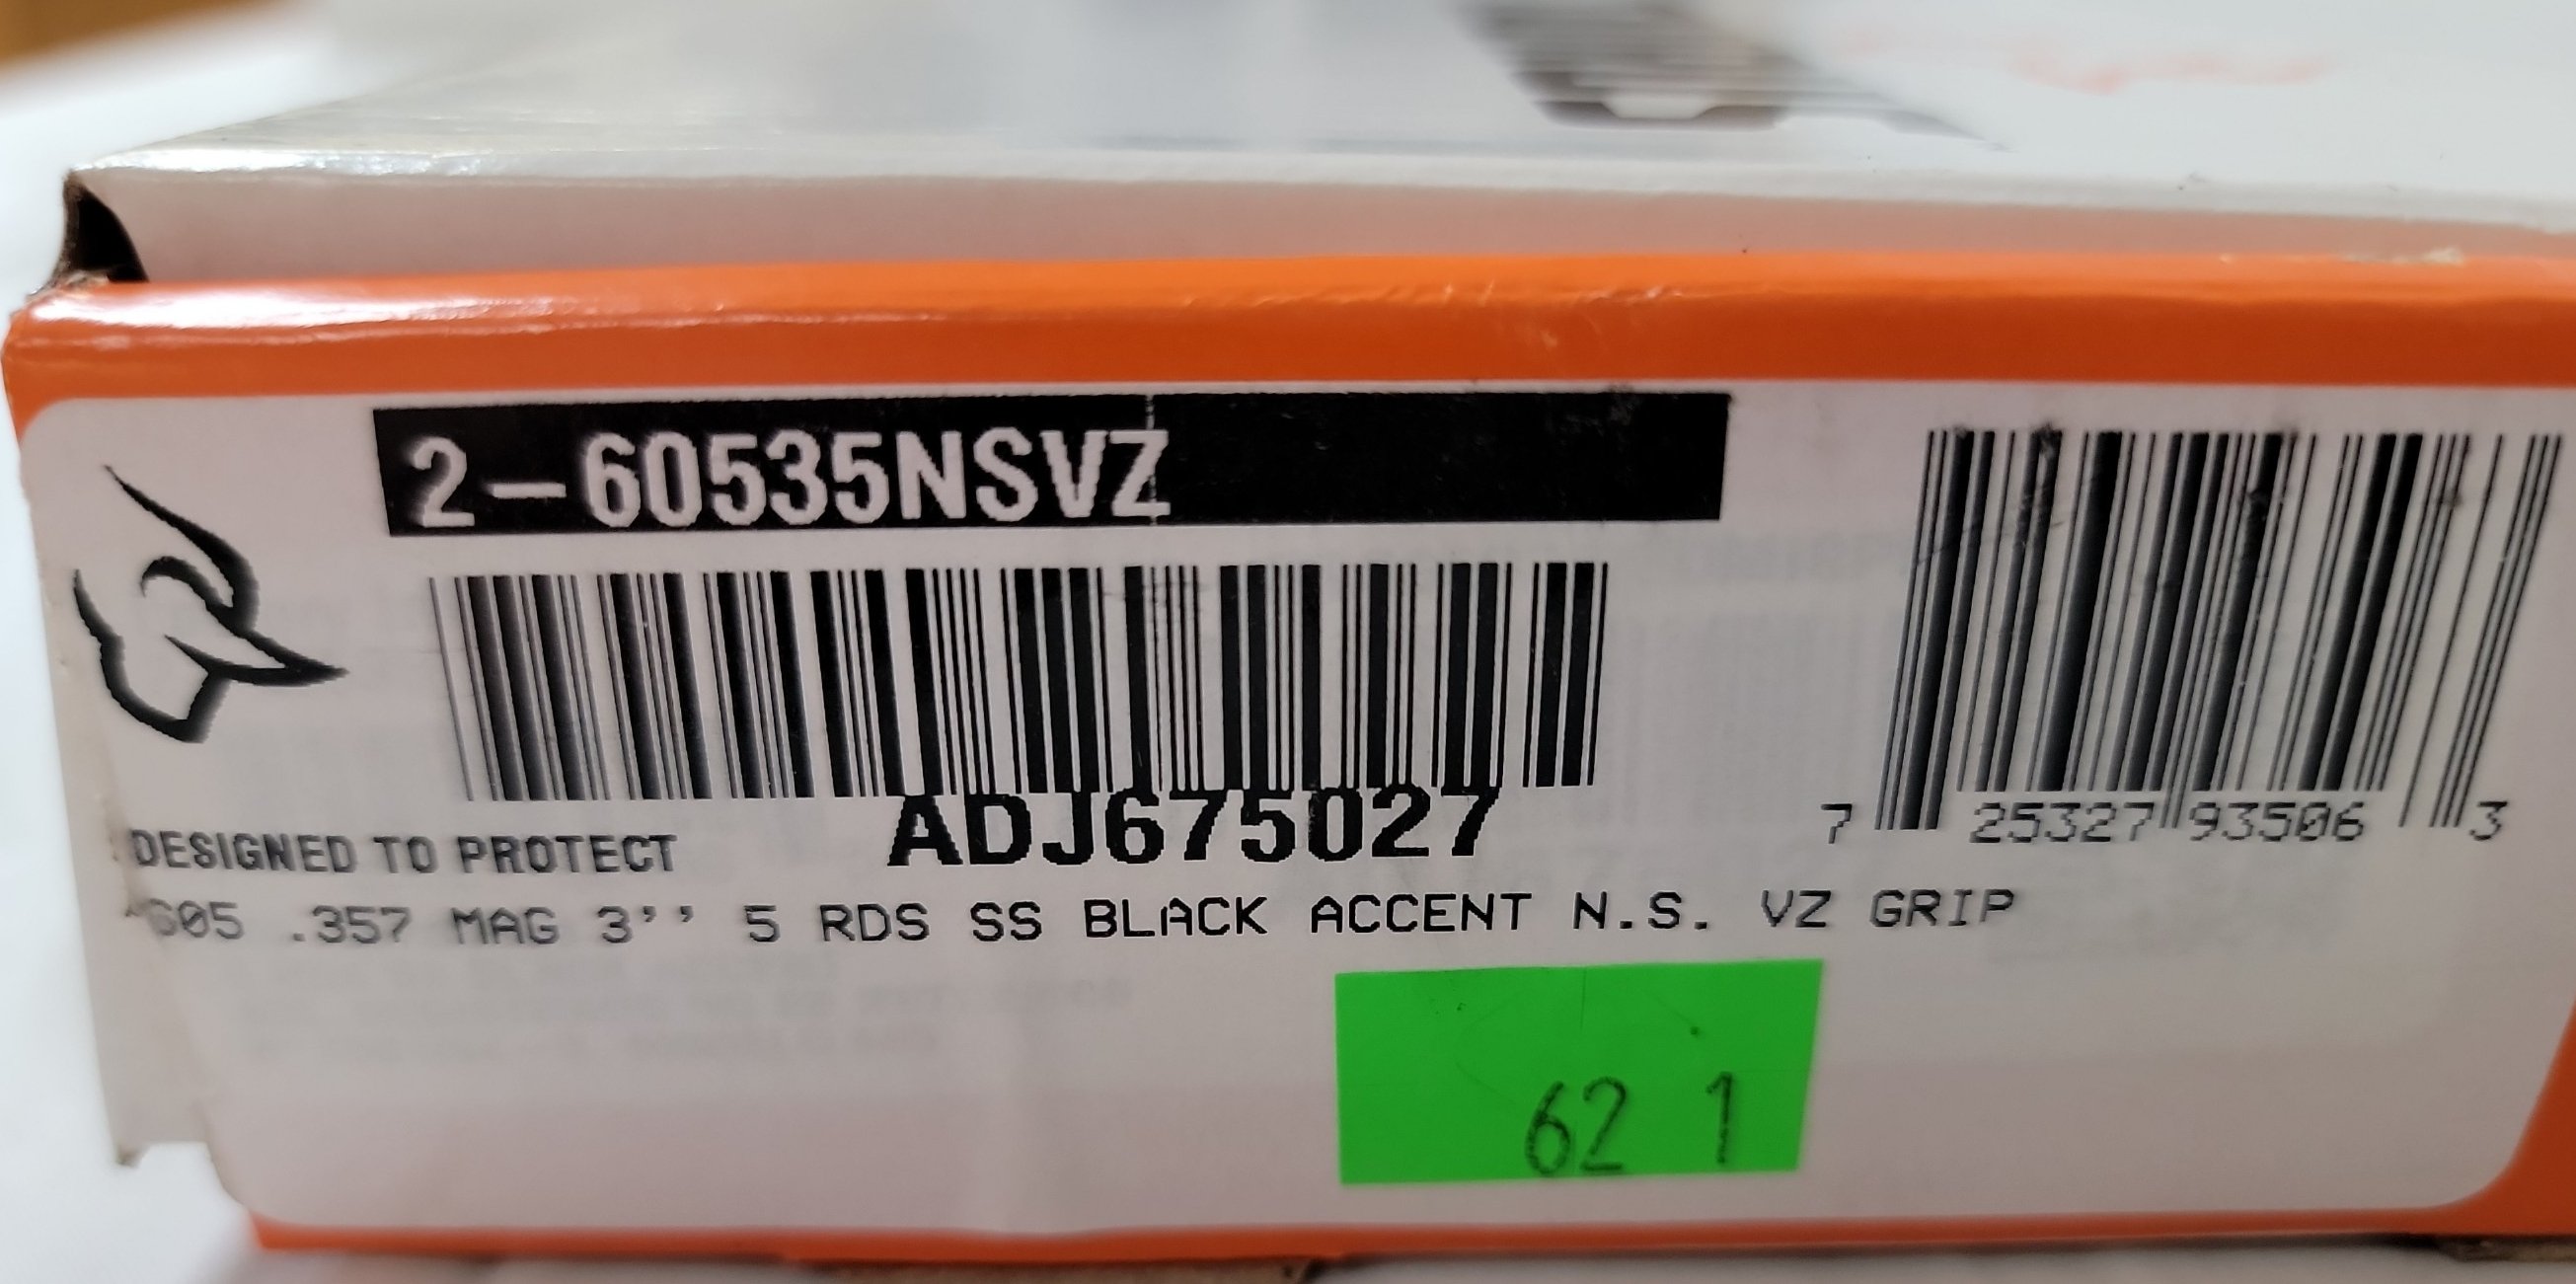 2-60535NSVZ
ADJ675027
7 25327 93506 3
DESIGNED TO PROTECT
605 .357 MAG 3'' 5 RDS SS BLACK ACCENT N.S. VZ GRIP
62 1